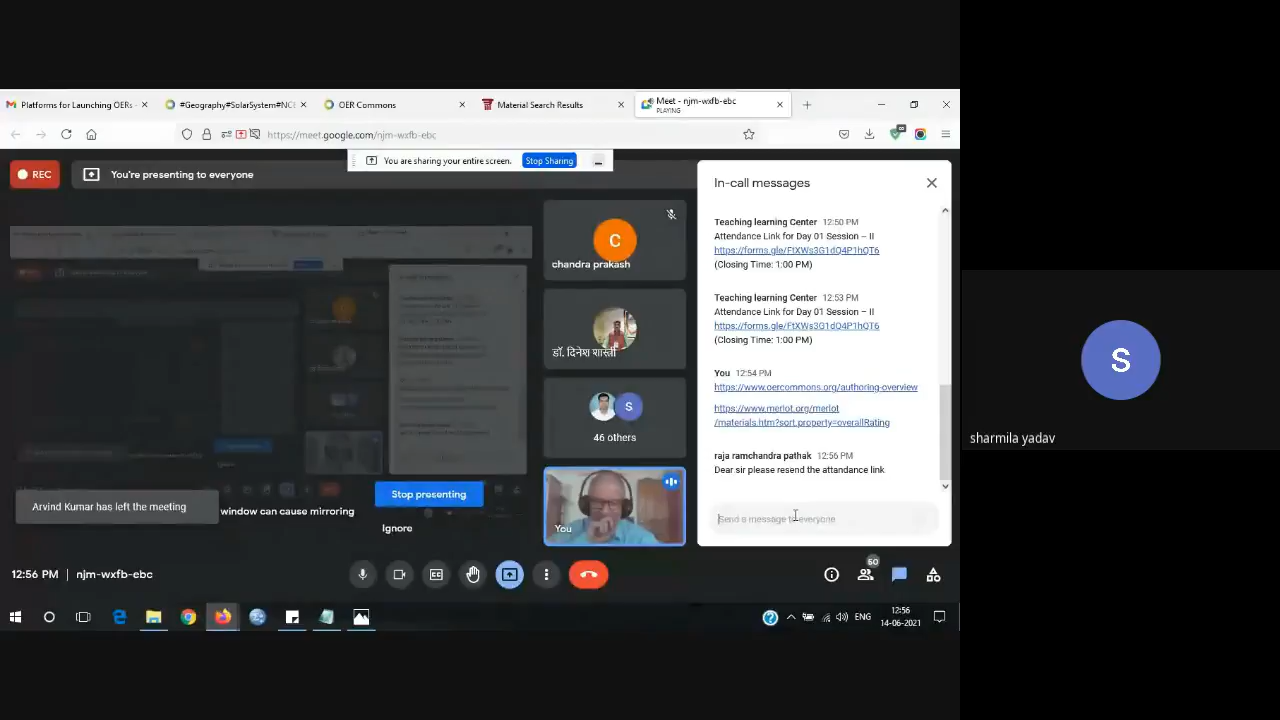 Platforms for Launching OERs -
#Geography#SolarSystem#NCE
OER Commons
Material Search Results
Meet - njm-wxfb-ebc
PLAYING
https://meet.google.com/njm-wxfb-ebc
You are sharing your entire screen.
Stop Sharing
REC
You're presenting to everyone
In-call messages
Teaching learning Center 12:50 PM
Attendance Link for Day 01 Session – II
https://forms.gle/FtXWs3G1dQ4P1hQT6
(Closing Time: 1:00 PM)
Teaching learning Center 12:53 PM
Attendance Link for Day 01 Session – II
https://forms.gle/FtXWs3G1dQ4P1hQT6
(Closing Time: 1:00 PM)
You 12:54 PM
https://www.oercommons.org/authoring-overview
https://www.merlot.org/merlot
/materials.htm?sort.property=overallRating
raja ramchandra pathak 12:56 PM
Dear sir please resend the attandance link
Send a message to everyone
C
chandra prakash
डॉ. दिनेश शास्त्री
S
46 others
You
Arvind Kumar has left the meeting
window can cause mirroring
Stop presenting
Ignore
12:56 PM | njm-wxfb-ebc
50
ENG
12:56
14-06-2021
S
sharmila yadav